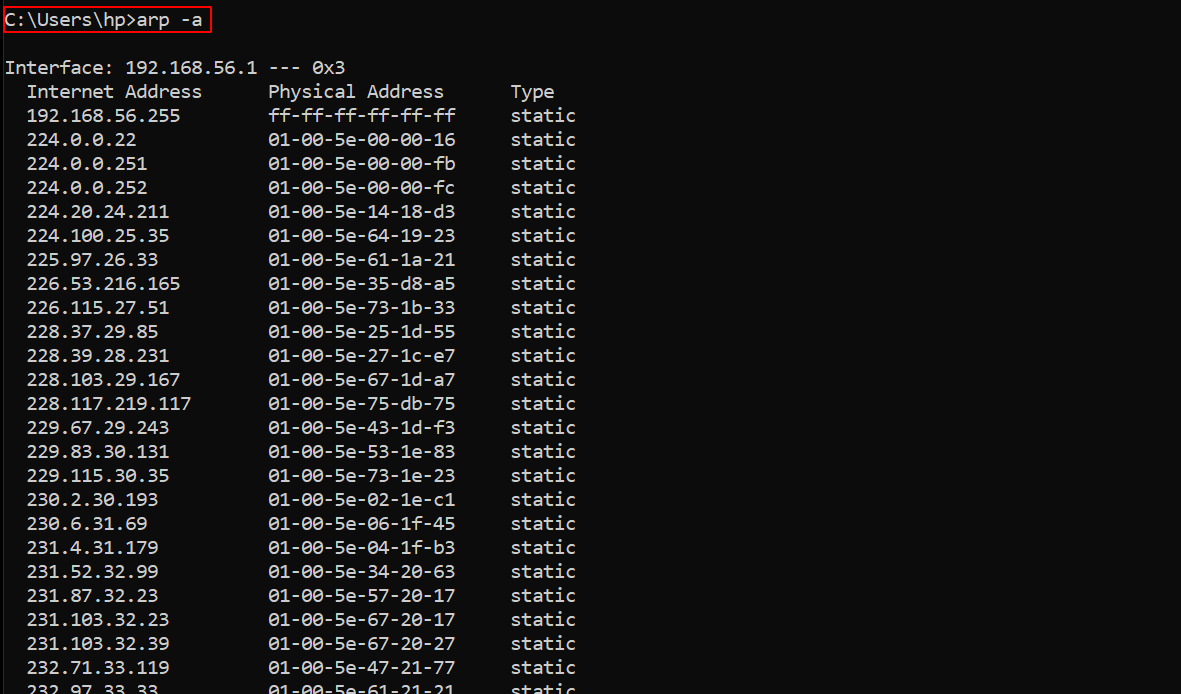 C:\Users\hp>arp -a
Interface: 192.168.56.1 --- 0x3
Internet Address Physical Address Type
192.168.56.255 ff-ff-ff-ff-ff-ff static
224.0.0.22 01-00-5e-00-00-16 static
224.0.0.251 01-00-5e-00-00-fb static
224.0.0.252 01-00-5e-00-00-fc static
224.20.24.211 01-00-5e-14-18-d3 static
224.100.25.35 01-00-5e-64-19-23 static
225.97.26.33 01-00-5e-61-1a-21 static
226.53.216.165 01-00-5e-35-d8-a5 static
226.115.27.51 01-00-5e-73-1b-33 static
228.37.29.85 01-00-5e-25-1d-55 static
228.39.28.231 01-00-5e-27-1c-e7 static
228.103.29.167 01-00-5e-67-1d-a7 static
228.117.219.117 01-00-5e-75-db-75 static
229.67.29.243 01-00-5e-43-1d-f3 static
229.83.30.131 01-00-5e-53-1e-83 static
229.115.30.35 01-00-5e-73-1e-23 static
230.2.30.193 01-00-5e-02-1e-c1 static
230.6.31.69 01-00-5e-06-1f-45 static
231.4.31.179 01-00-5e-04-1f-b3 static
231.52.32.99 01-00-5e-34-20-63 static
231.87.32.23 01-00-5e-57-20-17 static
231.103.32.23 01-00-5e-67-20-17 static
231.103.32.39 01-00-5e-67-20-27 static
232.71.33.119 01-00-5e-47-21-77 static
232.97.33.33 01-00-5e-61-21-21 static